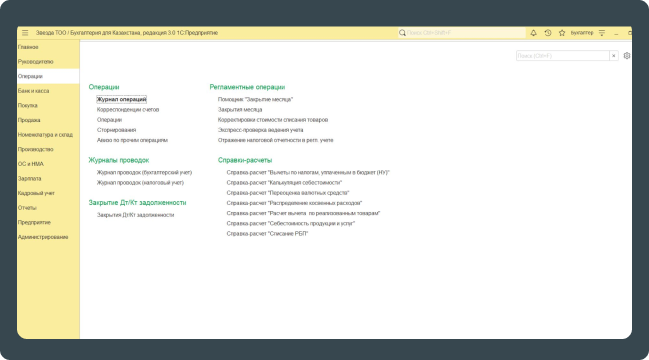 Звезда ТОО / Бухгалтерия для Казахстана, редакция 3.0 1С:Предприятие
Поиск Ctrl+Shift+F
Бухгалтер
Главное
Руководителю
Операции
Банк и касса
Покупка
Продажа
Номенклатура и склад
Производство
ОС и НМА
Зарплата
Кадровый учет
Отчеты
Предприятие
Администрирование
Поиск (Ctrl+F)
Операции
Журнал операций
Корреспонденции счетов
Операции
Сторнирования
Авизо по прочим операциям
Журналы проводок
Журнал проводок (бухгалтерский учет)
Журнал проводок (налоговый учет)
Закрытие Дт/Кт задолженности
Закрытия Дт/Кт задолженности
Регламентные операции
Помощник "Закрытие месяца"
Закрытия месяца
Корректировки стоимости списания товаров
Экспресс-проверка ведения учета
Отражение налоговой отчетности в регл. учете
Справки-расчеты
Справка-расчет "Вычеты по налогам, уплаченным в бюджет (НУ)"
Справка-расчет "Калькуляция себестоимости"
Справка-расчет "Переоценка валютных средств"
Справка-расчет "Распределение косвенных расходов"
Справка-расчет "Расчет вычета по реализованным товарам"
Справка-расчет "Себестоимость продукции и услуг"
Справка-расчет "Списание РБП"